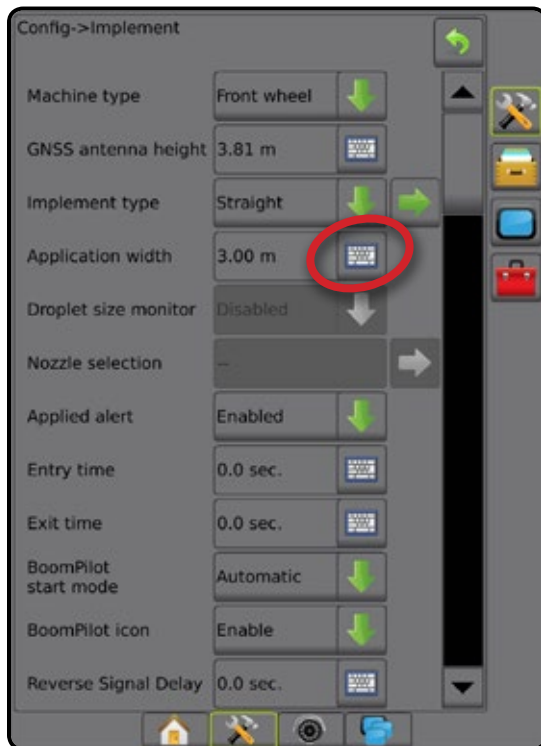 Config->Implement
Machine type Front wheel
GNSS antenna height 3.81 m
Implement type Straight
Application width 3.00 m
Droplet size monitor Disabled
Nozzle selection --
Applied alert Enabled
Entry time 0.0 sec.
Exit time 0.0 sec.
BoomPilot
start mode Automatic
BoomPilot icon Enable
Reverse Signal Delay 0.0 sec.